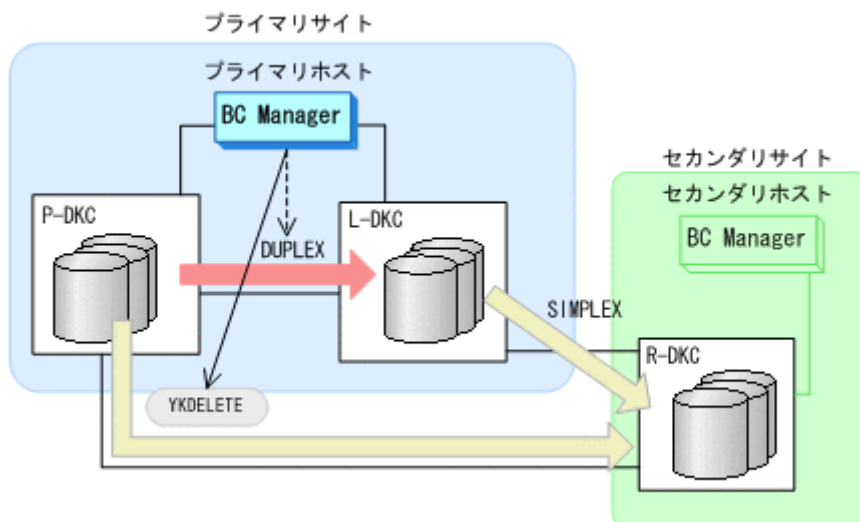 プライマリサイト
プライマリホスト
BC Manager
セカンダリサイト
セカンダリホスト
P-DKC
L-DKC
BC Manager
DUPLEX
SIMPLEX
R-DKC
YKDELETE